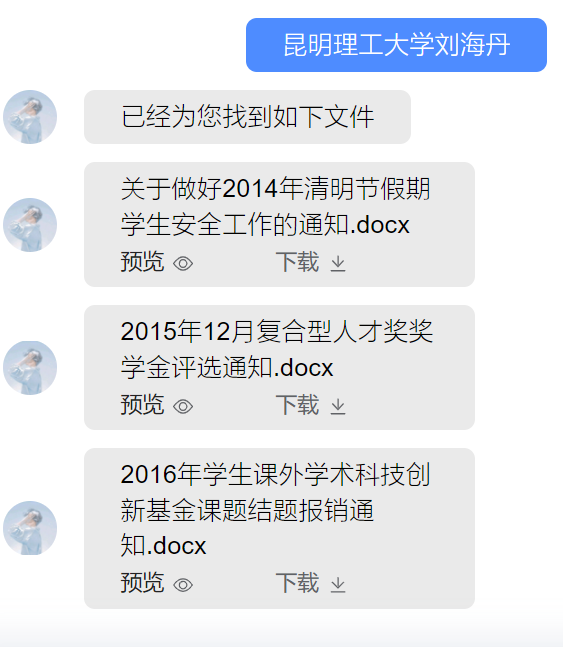 昆明理工大学刘海丹
已经为您找到如下文件
关于做好2014年清明节假期
学生安全工作的通知.docx
预览 下载
2015年12月复合型人才奖奖
学金评选通知.docx
预览 下载
2016年学生课外学术科技创
新基金课题结题报销通
知.docx
预览 下载